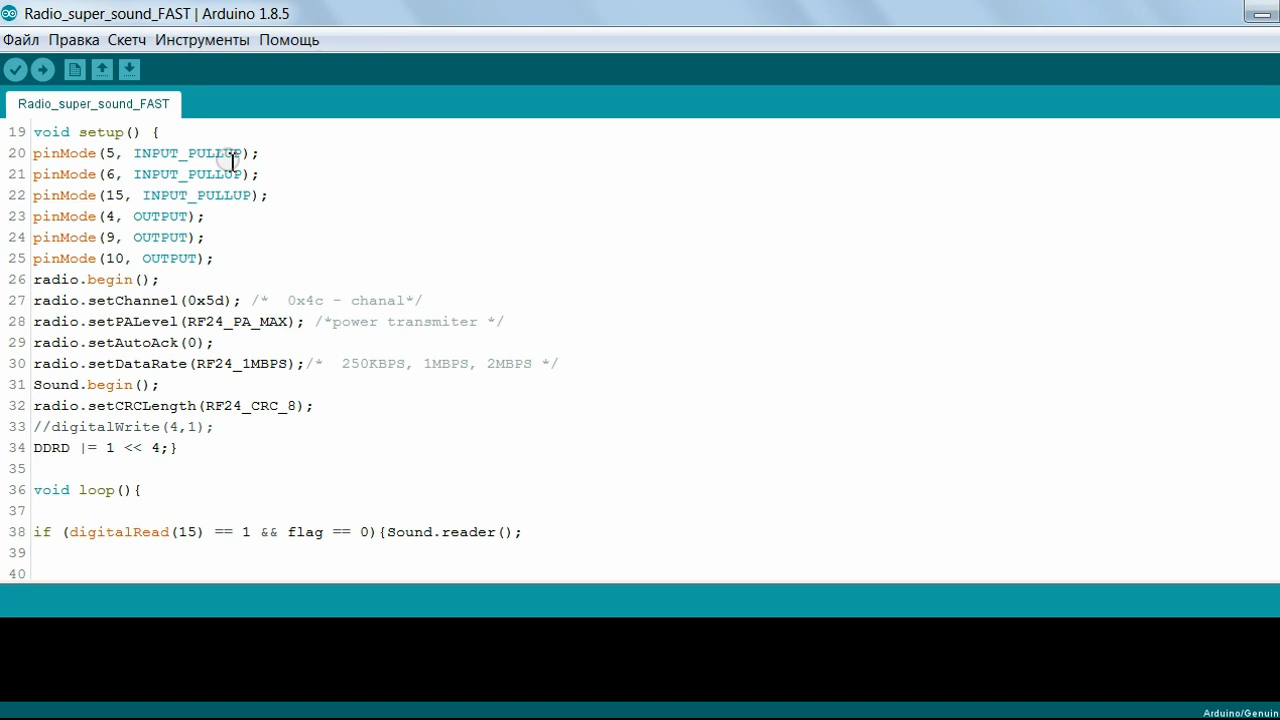 Radio_super_sound_FAST | Arduino 1.8.5
Файл Правка Скетч Инструменты Помощь
Radio_super_sound_FAST
19 void setup() {
20 pinMode(5, INPUT_PULLUP);
21 pinMode(6, INPUT_PULLUP);
22 pinMode(15, INPUT_PULLUP);
23 pinMode(4, OUTPUT);
24 pinMode(9, OUTPUT);
25 pinMode(10, OUTPUT);
26 radio.begin();
27 radio.setChannel(0x5d); /*  0x4c - chanal*/
28 radio.setPALevel(RF24_PA_MAX); /*power transmiter */
29 radio.setAutoAck(0);
30 radio.setDataRate(RF24_1MBPS);/*  250KBPS, 1MBPS, 2MBPS */
31 Sound.begin();
32 radio.setCRCLength(RF24_CRC_8);
33 //digitalWrite(4,1);
34 DDRD |= 1 << 4;}
35
36 void loop(){
37
38 if (digitalRead(15) == 1 && flag == 0){Sound.reader();
39
40
Arduino/Genuin